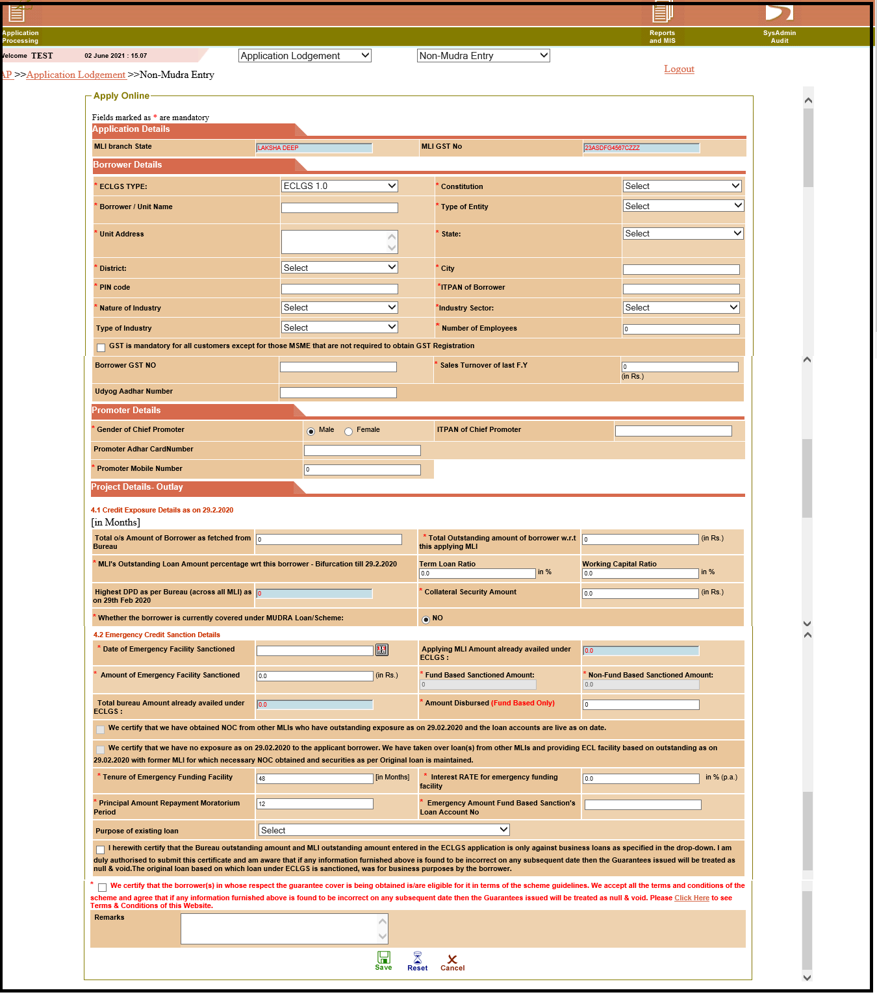 Application
Processing
Reports
and MIS
SysAdmin
Audit
Welcome TEST 02 June 2021 : 15.07 Application Lodgement Non-Mudra Entry
AP >>Application Lodgement >>Non-Mudra Entry Logout
Apply Online
Fields marked as * are mandatory
Application Details
MLI branch State LAKSHA DEEP MLI GST No 23ASDFG4567CZZZ
Borrower Details
* ECLGS TYPE: ECLGS 1.0 * Constitution Select
* Borrower / Unit Name * Type of Entity Select
* Unit Address * State: Select
* District: Select * City
* PIN code *ITPAN of Borrower
* Nature of Industry Select *Industry Sector: Select
Type of Industry Select * Number of Employees 0
GST is mandatory for all customers except for those MSME that are not required to obtain GST Registration
Borrower GST NO * Sales Turnover of last F.Y 0
(in Rs.)
Udyog Aadhar Number
Promoter Details
* Gender of Chief Promoter Male Female ITPAN of Chief Promoter
Promoter Adhar CardNumber
* Promoter Mobile Number 0
Project Details- Outlay
4.1 Credit Exposure Details as on 29.2.2020
[in Months]
Total o/s Amount of Borrower as fetched from Bureau 0 * Total Outstanding amount of borrower w.r.t this applying MLI 0 (in Rs.)
* MLI's Outstanding Loan Amount percentage wrt this borrower - Bifurcation till 29.2.2020 Term Loan Ratio 0.0 in % Working Capital Ratio 0.0 in %
Highest DPD as per Bureau (across all MLI) as on 29th Feb 2020 0 * Collateral Security Amount 0.0 (in Rs.)
* Whether the borrower is currently covered under MUDRA Loan/Scheme: NO
4.2 Emergency Credit Sanction Details
* Date of Emergency Facility Sanctioned Applying MLI Amount already availed under ECLGS : 0.0
* Amount of Emergency Facility Sanctioned 0.0 (in Rs.) * Fund Based Sanctioned Amount: 0 * Non-Fund Based Sanctioned Amount: 0.0
Total bureau Amount already availed under ECLGS : 0.0 * Amount Disbursed (Fund Based Only) 0
We certify that we have obtained NOC from other MLIs who have outstanding exposure as on 29.02.2020 and the loan accounts are live as on date.
We certify that we have no exposure as on 29.02.2020 to the applicant borrower. We have taken over loan(s) from other MLIs and providing ECL facility based on outstanding as on
29.02.2020 with former MLI for which necessary NOC obtained and securities as per Original loan is maintained.
* Tenure of Emergency Funding Facility 48 [in Months] * Interest RATE for emergency funding facility 0.0 in % (p.a.)
* Principal Amount Repayment Moratorium Period 12 * Emergency Amount Fund Based Sanction's Loan Account No
Purpose of existing loan Select
I herewith certify that the Bureau outstanding amount and MLI outstanding amount entered in the ECLGS application is only against business loans as specified in the drop-down. I am
duly authorised to submit this certificate and am aware that if any information furnished above is found to be incorrect on any subsequent date then the Guarantees issued will be treated as
null & void.The original loan based on which loan under ECLGS is sanctioned, was for business purposes by the borrower.
* We certify that the borrower(s) in whose respect the guarantee cover is being obtained is/are eligible for it in terms of the scheme guidelines. We accept all the terms and conditions of the
scheme and agree that if any information furnished above is found to be incorrect on any subsequent date then the Guarantees issued will be treated as null & void. Please Click Here to see
Terms & Conditions of this Website.
Remarks
Save Reset Cancel